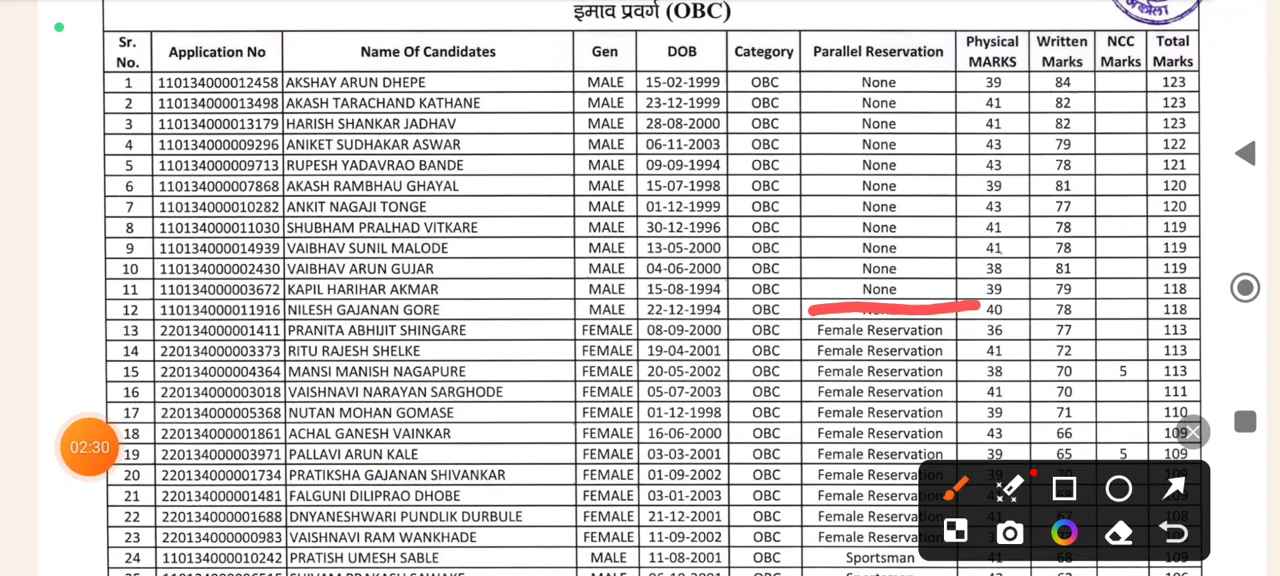 इमाव प्रवर्ग (OBC)
अकोला
Sr. No. Application No Name Of Candidates Gen DOB Category Parallel Reservation Physical MARKS Written Marks NCC Marks Total Marks
1 110134000012458 AKSHAY ARUN DHEPE MALE 15-02-1999 OBC None 39 84 123
2 110134000013498 AKASH TARACHAND KATHANE MALE 23-12-1999 OBC None 41 82 123
3 110134000013179 HARISH SHANKAR JADHAV MALE 28-08-2000 OBC None 41 82 123
4 110134000009296 ANIKET SUDHAKAR ASWAR MALE 06-11-2003 OBC None 43 79 122
5 110134000009713 RUPESH YADAVRAO BANDE MALE 09-09-1994 OBC None 43 78 121
6 110134000007868 AKASH RAMBHAU GHAYAL MALE 15-07-1998 OBC None 39 81 120
7 110134000010282 ANKIT NAGAJI TONGE MALE 01-12-1999 OBC None 43 77 120
8 110134000011030 SHUBHAM PRALHAD VITKARE MALE 30-12-1996 OBC None 41 78 119
9 110134000014939 VAIBHAV SUNIL MALODE MALE 13-05-2000 OBC None 41 78 119
10 110134000002430 VAIBHAV ARUN GUJAR MALE 04-06-2000 OBC None 38 81 119
11 110134000003672 KAPIL HARIHAR AKMAR MALE 15-08-1994 OBC None 39 79 118
12 110134000011916 NILESH GAJANAN GORE MALE 22-12-1994 OBC 40 78 118
13 220134000001411 PRANITA ABHIJIT SHINGARE FEMALE 08-09-2000 OBC Female Reservation 36 77 113
14 220134000003373 RITU RAJESH SHELKE FEMALE 19-04-2001 OBC Female Reservation 41 72 113
15 220134000004364 MANSI MANISH NAGAPURE FEMALE 20-05-2002 OBC Female Reservation 38 70 5 113
16 220134000003018 VAISHNAVI NARAYAN SARGHODE FEMALE 05-07-2003 OBC Female Reservation 41 70 111
17 220134000005368 NUTAN MOHAN GOMASE FEMALE 01-12-1998 OBC Female Reservation 39 71 110
18 220134000001861 ACHAL GANESH VAINKAR FEMALE 16-06-2000 OBC Female Reservation 43 66 109
19 220134000003971 PALLAVI ARUN KALE FEMALE 03-03-2001 OBC Female Reservation 39 65 5 109
20 220134000001734 PRATIKSHA GAJANAN SHIVANKAR FEMALE 01-09-2002 OBC Female Reservation 39 70 109
21 220134000001481 FALGUNI DILIPRAO DHOBE FEMALE 03-01-2003 OBC Female
22 220134000001688 DNYANESHWARI PUNDLIK DURBULE FEMALE 21-12-2001 OBC Female 108
23 220134000000983 VAISHNAVI RAM WANKHADE FEMALE 11-09-2002 OBC Female
24 110134000010242 PRATISH UMESH SABLE MALE 11-08-2001 OBC Sportsman 41 68 109
02:30